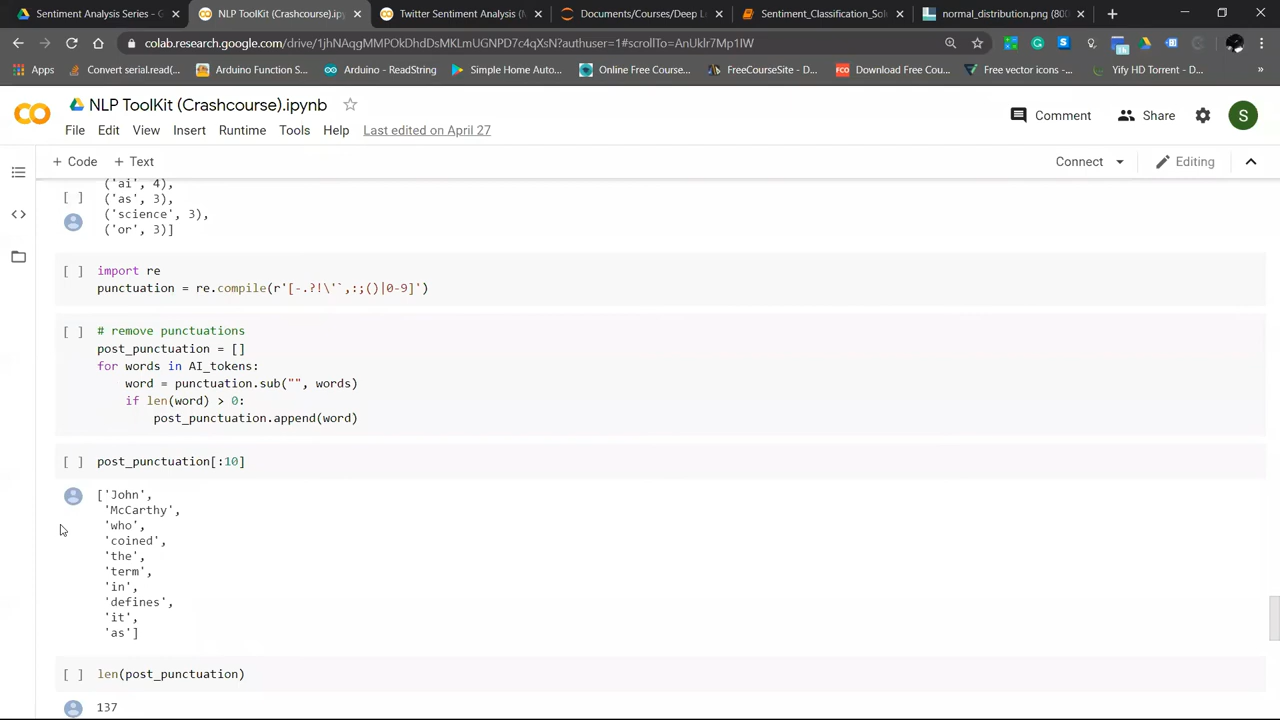 Sentiment Analysis Series - G
NLP ToolKit (Crashcourse).ipy
Twitter Sentiment Analysis (N
Documents/Courses/Deep L
Sentiment_Classification_Sol
normal_distribution.png (800
colab.research.google.com/drive/1jhNAqgMMPOkDhdDsMKLmUGNPD7c4qXsN?authuser=1#scrollTo=AnUklr7Mp1IW
Apps
Convert serial.read(...
Arduino Function S...
Arduino - ReadString
Simple Home Auto...
Online Free Course...
FreeCourseSite - D...
FCO
Download Free Cou...
Free vector icons -...
Yify HD Torrent - D...
»
CO
NLP ToolKit (Crashcourse).ipynb
Comment
Share
S
File Edit View Insert Runtime Tools Help Last edited on April 27
+ Code + Text
Connect
Editing
('ai', 4),
[ ] ('as', 3),
('science', 3),
('or', 3)]
[ ] import re
punctuation = re.compile(r'[-.?!\'`,:;()|0-9]')
[ ] # remove punctuations
post_punctuation = []
for words in AI_tokens:
word = punctuation.sub("", words)
if len(word) > 0:
post_punctuation.append(word)
[ ] post_punctuation[:10]
['John',
'McCarthy',
'who',
'coined',
'the',
'term',
'in',
'defines',
'it',
'as']
[ ] len(post_punctuation)
137